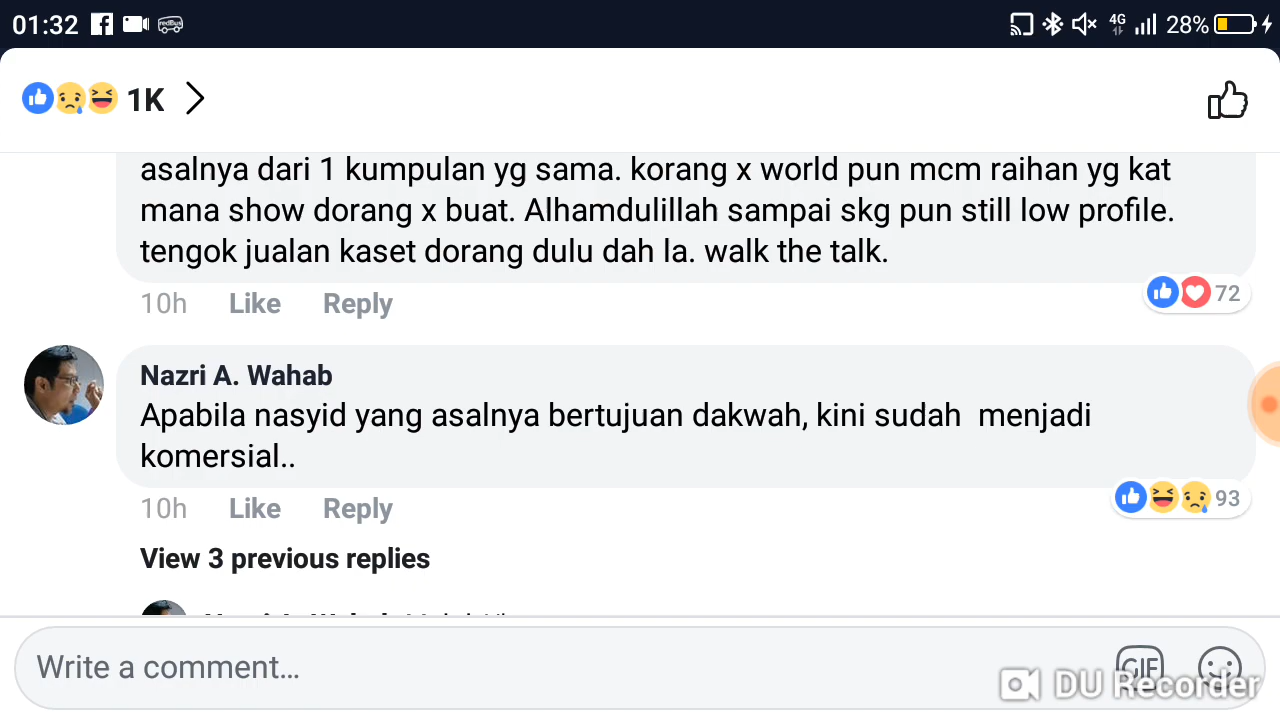 01:32
redBus
4G
28%
1K
asalnya dari 1 kumpulan yg sama. korang x world pun mcm raihan yg kat
mana show dorang x buat. Alhamdulillah sampai skg pun still low profile.
tengok jualan kaset dorang dulu dah la. walk the talk.
10h Like Reply
72
Nazri A. Wahab
Apabila nasyid yang asalnya bertujuan dakwah, kini sudah menjadi
komersial..
10h Like Reply
93
View 3 previous replies
Write a comment...
GIF
DU Recorder